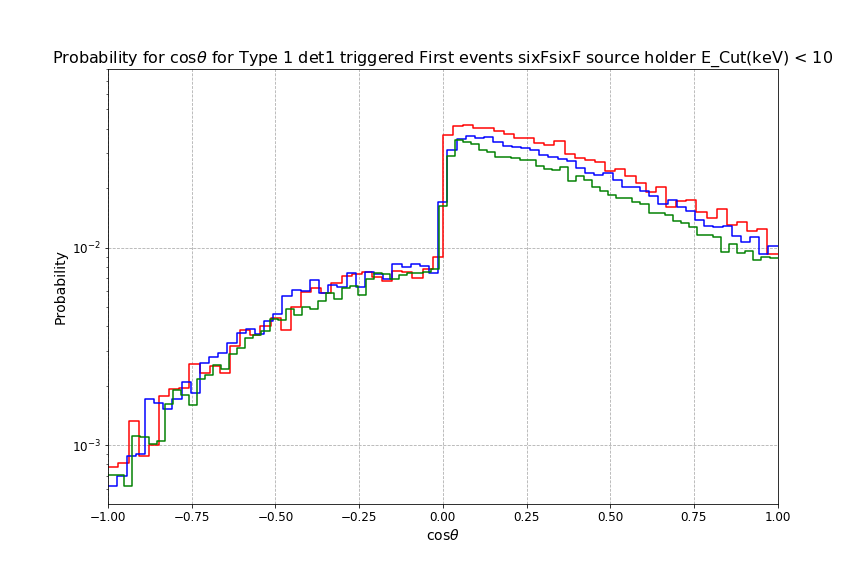 Probability for cosθ for Type 1 det1 triggered First events sixFsixF source holder E_Cut(keV) < 10
Probability
10⁻²
10⁻³
−1.00 −0.75 −0.50 −0.25 0.00 0.25 0.50 0.75 1.00
cosθ